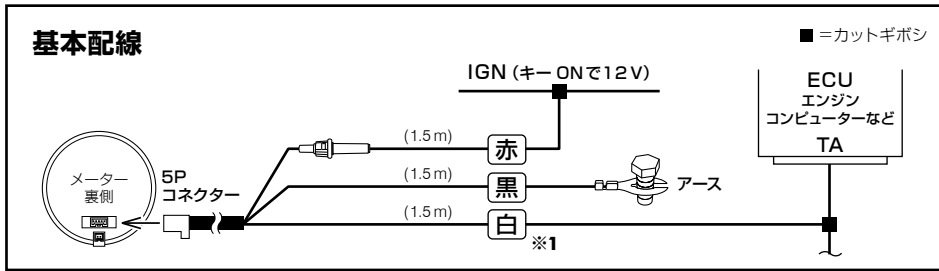 基本配線
■=カットギボシ
IGN (キー ONで12V)
ECU
エンジン
コンピューターなど
TA
(1.5m)
赤
メーター
裏側
5P
コネクター
(1.5m)
黒
アース
(1.5m)
白
※1